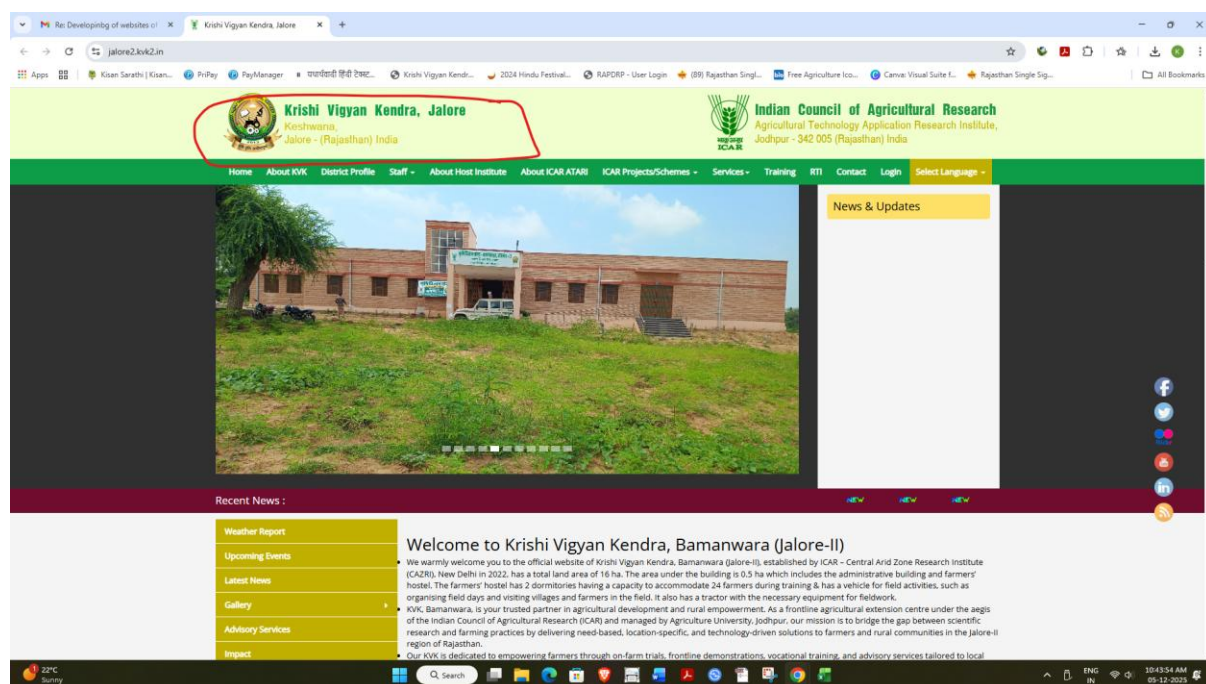 Re: Developinbg of websites of
Krishi Vigyan Kendra, Jalore
jalore2.kvk2.in
Apps
Kisan Sarathi | Kisan...
PriPay
PayManager
Krishi Vigyan Kendr...
2024 Hindu Festival...
RAPDRP - User Login
(89) Rajasthan Singl...
Free Agriculture Ico...
Canva: Visual Suite f...
Rajasthan Single Sig...
All Bookmarks
Krishi Vigyan Kendra, Jalore
Keshwana,
Jalore - (Rajasthan) India
भाकृअनुप
ICAR
Indian Council of Agricultural Research
Agricultural Technology Application Research Institute,
Jodhpur - 342 005 (Rajasthan) India
Home About KVK District Profile Staff About Host Institute About ICAR ATARI ICAR Projects/Schemes Services Training RTI Contact Login Select Language
News & Updates
Recent News :
NEW NEW NEW
Weather Report
Upcoming Events
Latest News
Gallery
Advisory Services
Impact
Welcome to Krishi Vigyan Kendra, Bamanwara (Jalore-II)
We warmly welcome you to the official website of Krishi Vigyan Kendra, Bamanwara (Jalore-II), established by ICAR – Central Arid Zone Research Institute
(CAZRI), New Delhi in 2022, has a total land area of 16 ha. The area under the building is 0.5 ha which includes the administrative building and farmers'
hostel. The farmers' hostel has 2 dormitories having a capacity to accommodate 24 farmers during training & has a vehicle for field activities, such as
organising field days and visiting villages and farmers in the field. It also has a tractor with the necessary equipment for fieldwork.
KVK, Bamanwara, is your trusted partner in agricultural development and rural empowerment. As a frontline agricultural extension centre under the aegis
of the Indian Council of Agricultural Research (ICAR) and managed by Agriculture University, Jodhpur, our mission is to bridge the gap between scientific
research and farming practices by delivering need-based, location-specific, and technology-driven solutions to farmers and rural communities in the Jalore-II
region of Rajasthan.
Our KVK is dedicated to empowering farmers through on-farm trials, frontline demonstrations, vocational training, and advisory services tailored to local
22°C
Sunny
Search
ENG
IN
10:43:54 AM
05-12-2025